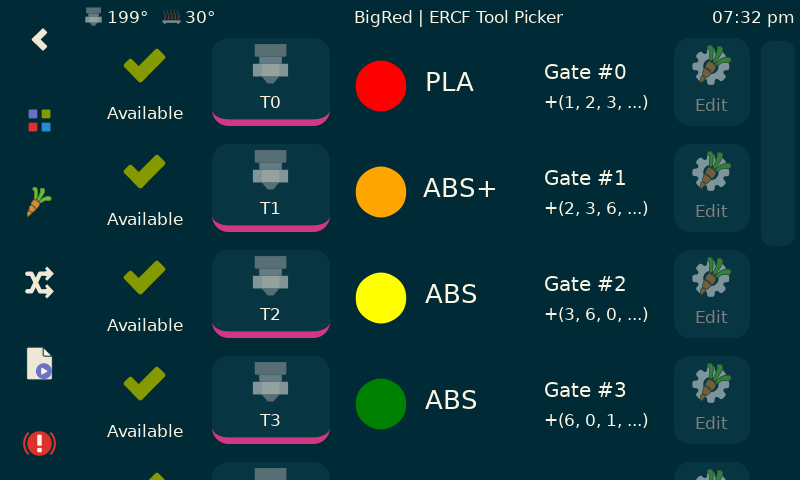 199° 30° BigRed | ERCF Tool Picker 07:32 pm
Available T0 PLA Gate #0 Edit
+(1, 2, 3, ...)
Available T1 ABS+ Gate #1 Edit
+(2, 3, 6, ...)
Available T2 ABS Gate #2 Edit
+(3, 6, 0, ...)
Available T3 ABS Gate #3 Edit
+(6, 0, 1, ...)